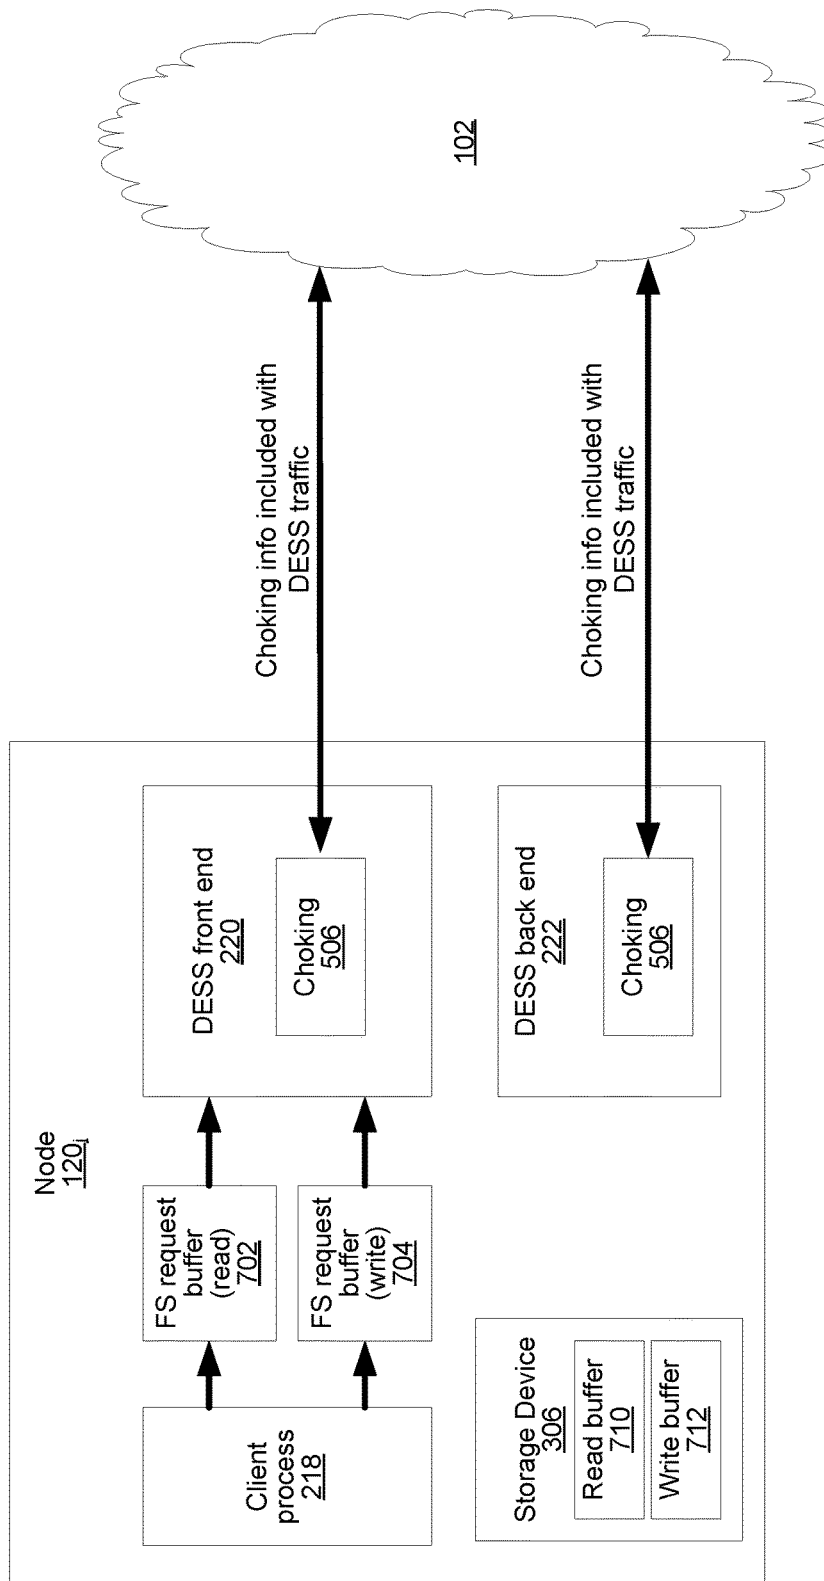 Node
120i
Client
process
218
FS request
buffer
(read)
702
FS request
buffer
(write)
704
DESS front end
220
Choking
506
Choking info included with
DESS traffic
102
Storage Device
306
Read buffer
710
Write buffer
712
DESS back end
222
Choking
506
Choking info included with
DESS traffic